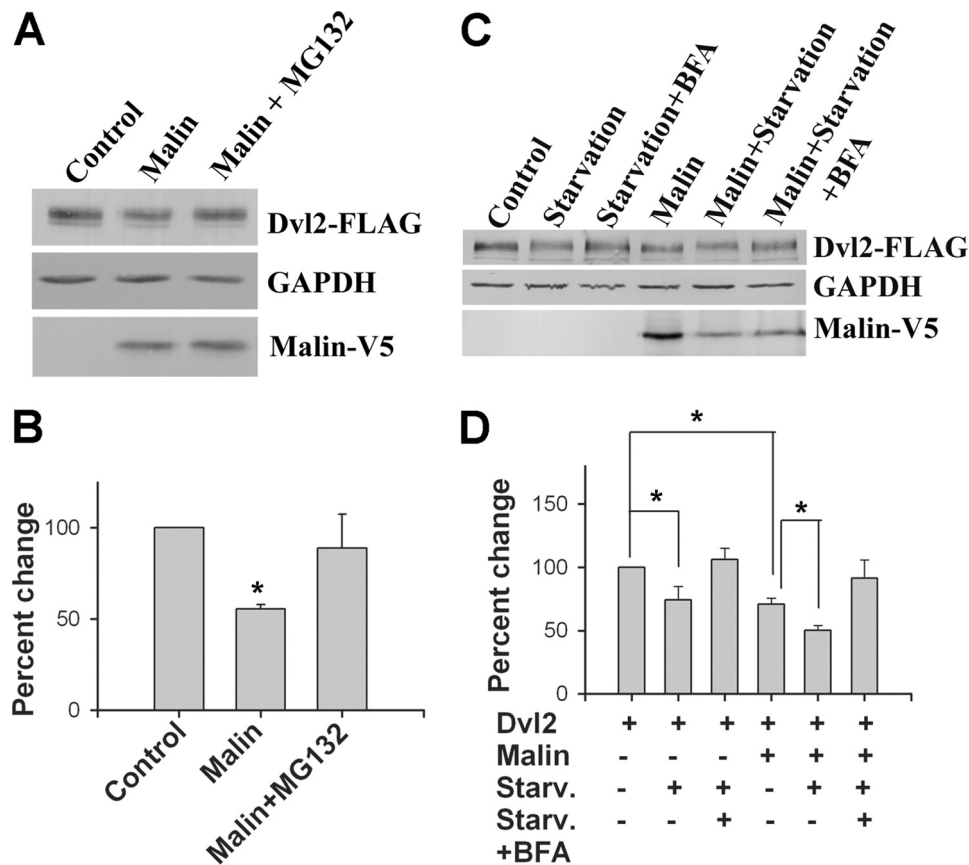 A
Control
Malin
Malin + MG132
Dvl2-FLAG
GAPDH
Malin-V5
C
Control
Starvation
Starvation+BFA
Malin
Malin+Starvation
Malin+Starvation
+BFA
Dvl2-FLAG
GAPDH
Malin-V5
B
Percent change
100
50
0
*
Control
Malin
Malin+MG132
D
Percent change
150
100
50
0
*
*
*
Dvl2 + + + + + +
Malin - - - + + +
Starv. - + + - + +
Starv. - - + - - +
+BFA